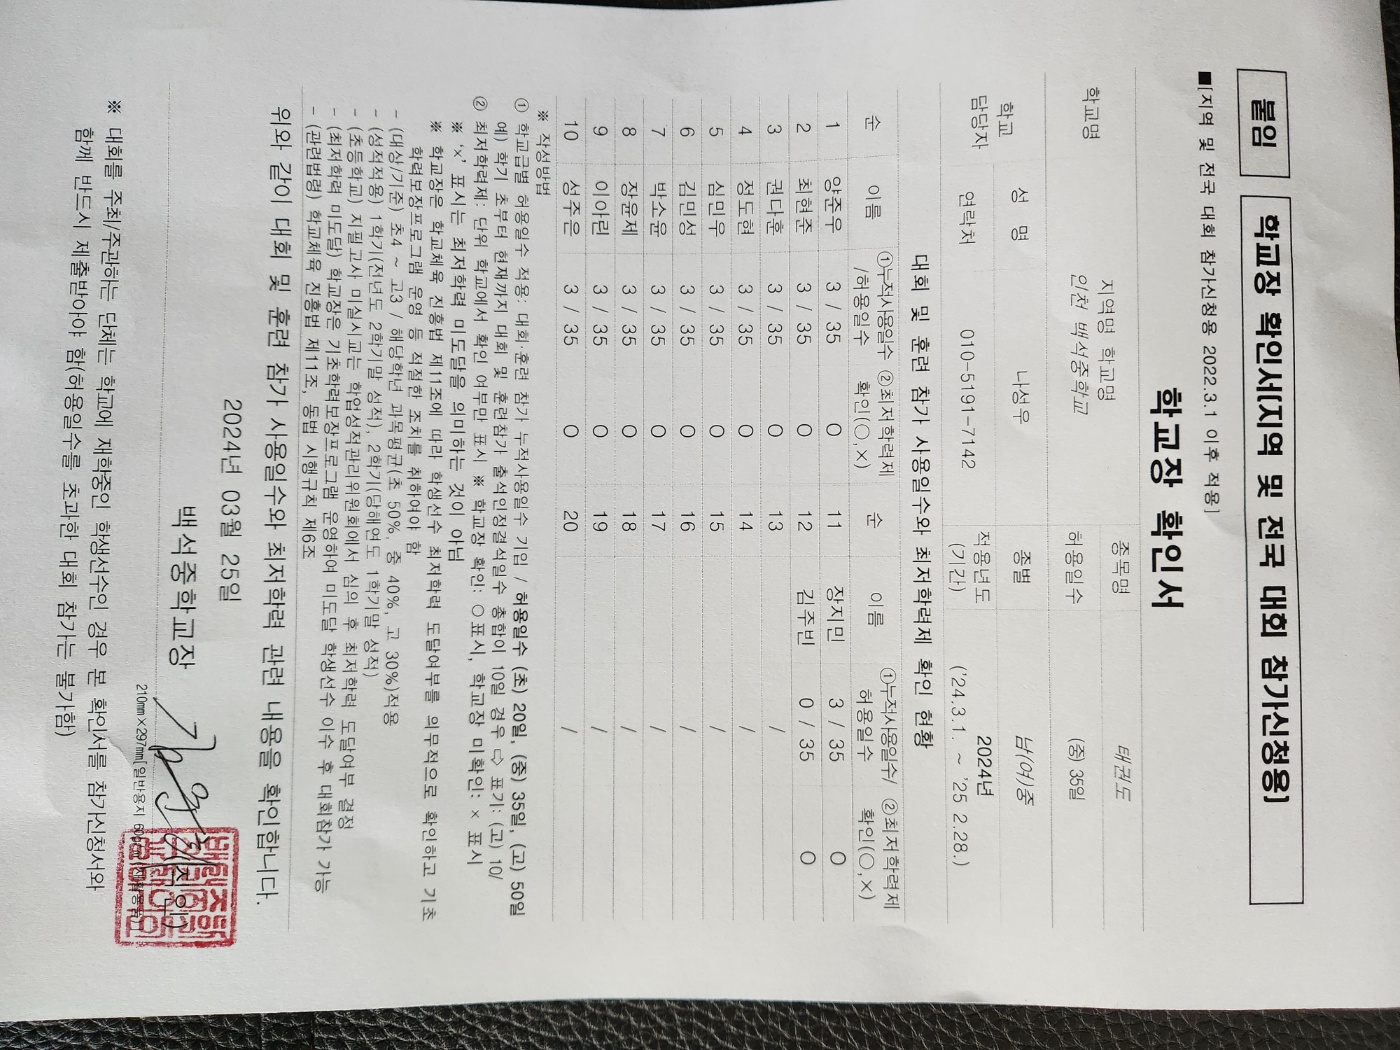 붙임
학교장 확인서[지역 및 전국 대회 참가신청용]
■[지역 및 전국 대회 참가신청용 2022.3.1 이후 적용]
학교장 확인서
학교명 지역명 학교명 종목명 태권도
인천 백석중학교 허용일수 (중) 35일
학교 담당자 성 명 나성우 종별 남(여)중
연락처 010-5191-7142 적용년도 (기간) 2024년 ('24.3.1. ~ '25 2.28.)
대회 및 훈련 참가 사용일수와 최저학력제 확인 현황
순 이름 ①누적사용일수/허용일수 ②최저학력제 확인(○,×) 순 이름 ①누적사용일수/허용일수 ②최저학력제 확인(○,×)
1 양준우 3 / 35 ○ 11 장지민 3 / 35 ○
2 최현준 3 / 35 ○ 12 김주빈 0 / 35 ○
3 권다훈 3 / 35 ○ 13 /
4 정도현 3 / 35 ○ 14 /
5 심민우 3 / 35 ○ 15 /
6 김민성 3 / 35 ○ 16 /
7 박소윤 3 / 35 ○ 17 /
8 장윤제 3 / 35 ○ 18 /
9 이아린 3 / 35 ○ 19 /
10 성주은 3 / 35 ○ 20 /
※ 작성방법
① 학교급별 허용일수 적용: 대회·훈련 참가 누적사용일수 기입 / 허용일수 (초) 20일, (중) 35일, (고) 50일
예) 학기 초부터 현재까지 대회 및 훈련참가 출석인정결석일수 총합이 10일 경우 ⇨ 표기: (고) 10/
② 최저학력제: 단위 학교에서 확인 여부만 표시 ※ 학교장 확인: ○표시, 학교장 미확인: × 표시
※ '×' 표시는 최저학력 미도달을 의미하는 것이 아님
※ 학교장은 학교체육 진흥법 제11조에 따라 학생선수 최저학력 도달여부를 의무적으로 확인하고 기초
학력보장프로그램 운영 등 적절한 조치를 취하여야 함
- (대상/기준) 초4 ~ 고3 / 해당학년 과목평균(초 50%, 중 40%, 고 30%)적용
- (성적적용) 1학기(전년도 2학기말 성적), 2학기(당해연도 1학기말 성적)
- (초등학교) 지필고사 미실시교는 학업성적관리위원회에서 심의 후 최저학력 도달여부 결정
- (최저학력 미도달) 학교장은 기초학력보장프로그램 운영하여 미도달 학생선수 이수 후 대회참가 가능
- (관련법령) 학교체육 진흥법 제11조, 동법 시행규칙 제6조
위와 같이 대회 및 훈련 참가 사용일수와 최저학력 관련 내용을 확인합니다.
2024년 03월 25일
백석중학교장
210mm×297mm[일반용지
※ 대회를 주최/주관하는 단체는 학교에 재학중인 학생선수인 경우 본 확인서를 참가신청서와
함께 반드시 제출받아야 함(허용일수를 초과한 대회 참가는 불가함)